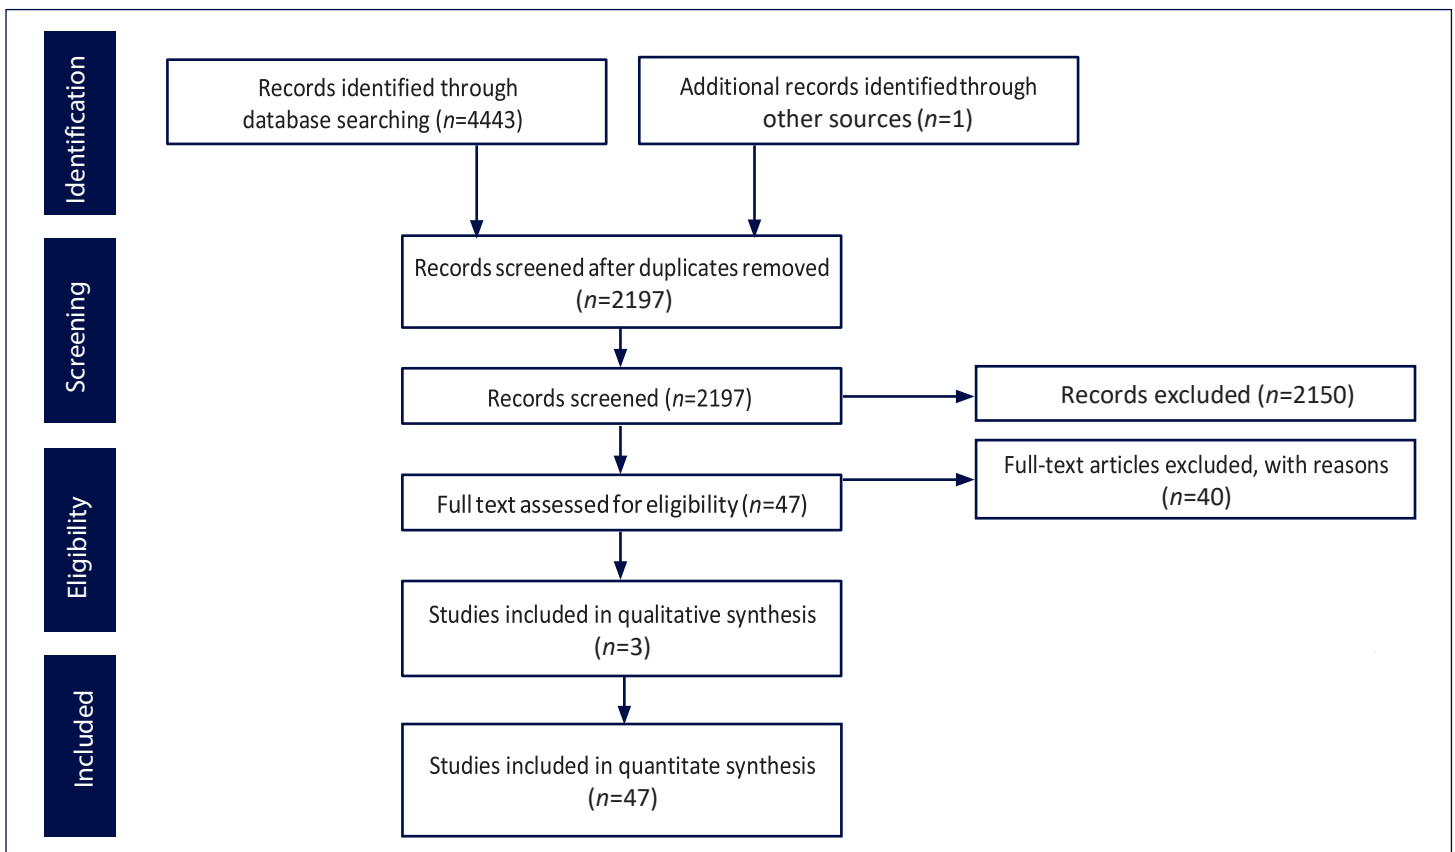 Identification
Records identified through
database searching (n=4443)
Additional records identified through
other sources (n=1)
Screening
Records screened after duplicates removed
(n=2197)
Records screened (n=2197)
Records excluded (n=2150)
Eligibility
Full text assessed for eligibility (n=47)
Full-text articles excluded, with reasons
(n=40)
Studies included in qualitative synthesis
(n=3)
Included
Studies included in quantitate synthesis
(n=47)